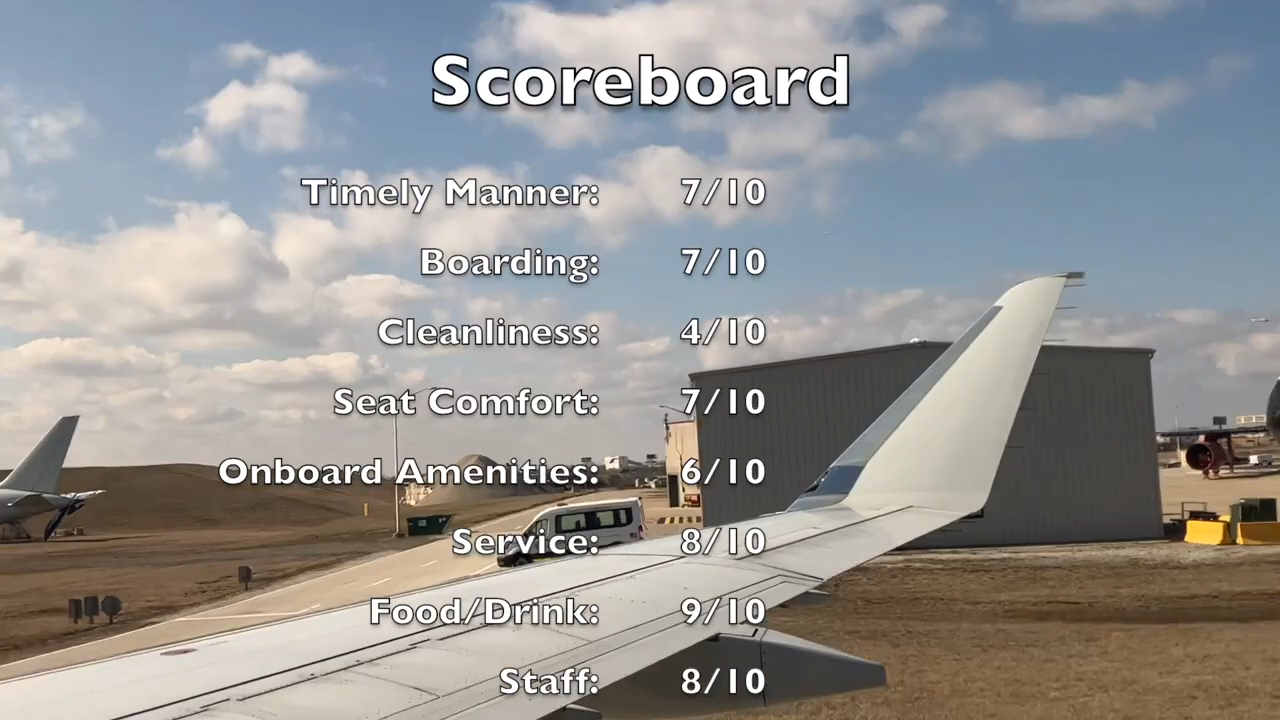 Scoreboard
Timely Manner: 7/10
Boarding: 7/10
Cleanliness: 4/10
Seat Comfort: 7/10
Onboard Amenities: 6/10
Service: 8/10
Food/Drink: 9/10
Staff: 8/10